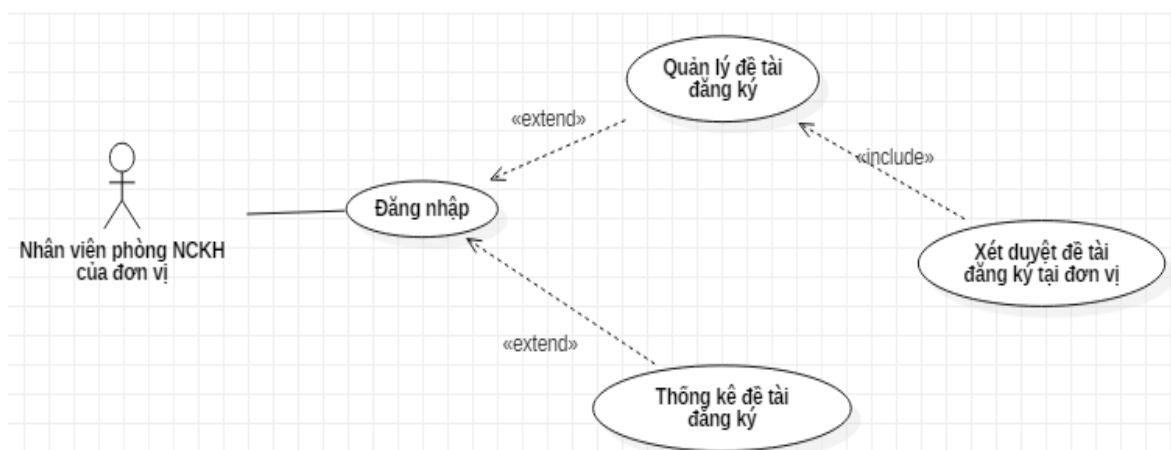 Quản lý đề tài
đăng ký
«extend»
«include»
Đăng nhập
Nhân viên phòng NCKH
của đơn vị
Xét duyệt đề tài
đăng ký tại đơn vị
«extend»
Thống kê đề tài
đăng ký